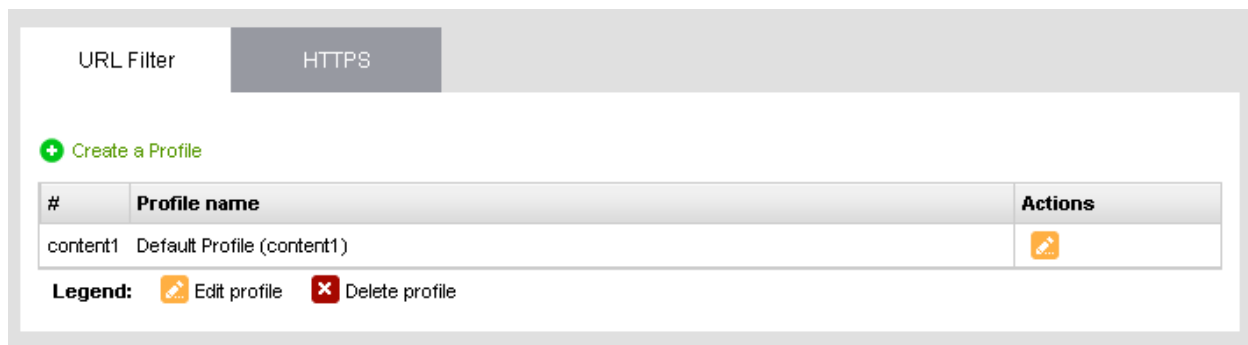 URL Filter HTTPS
Create a Profile
# Profile name Actions
content1 Default Profile (content1)
Legend: Edit profile Delete profile